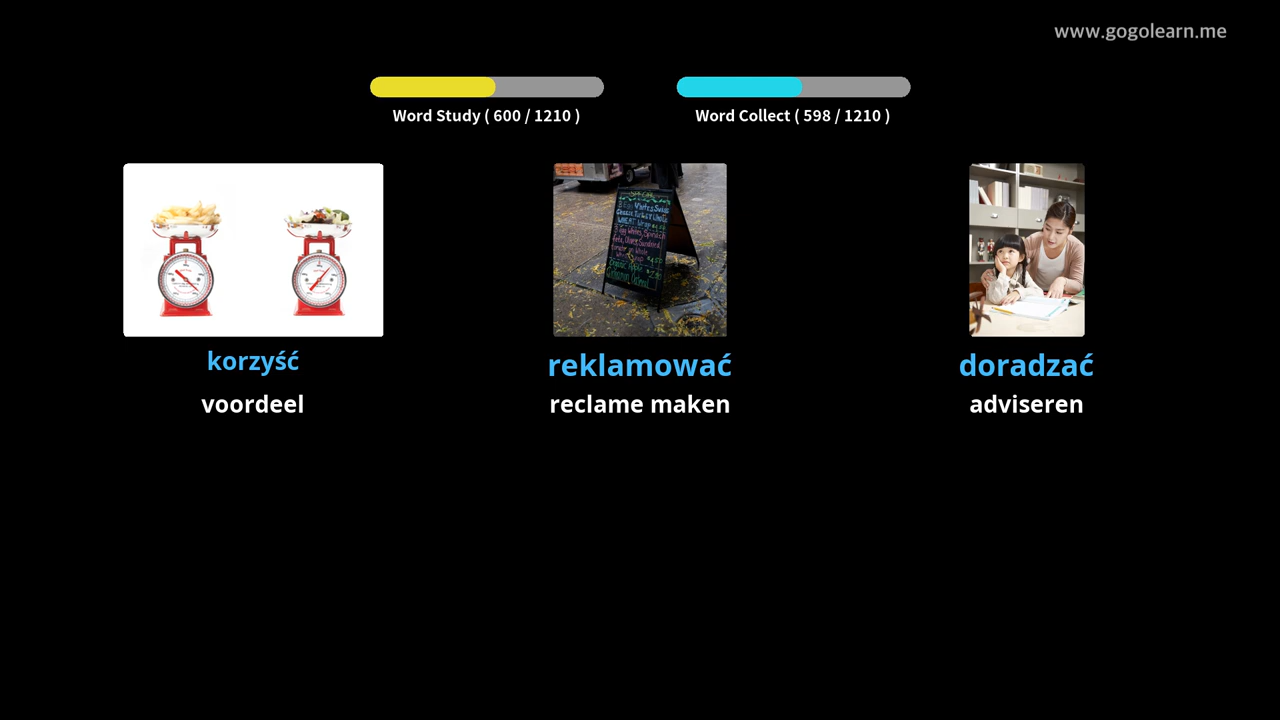 www.gogolearn.me
Word Study ( 600 / 1210 )
Word Collect ( 598 / 1210 )
korzyść
reklamować
doradzać
voordeel
reclame maken
adviseren